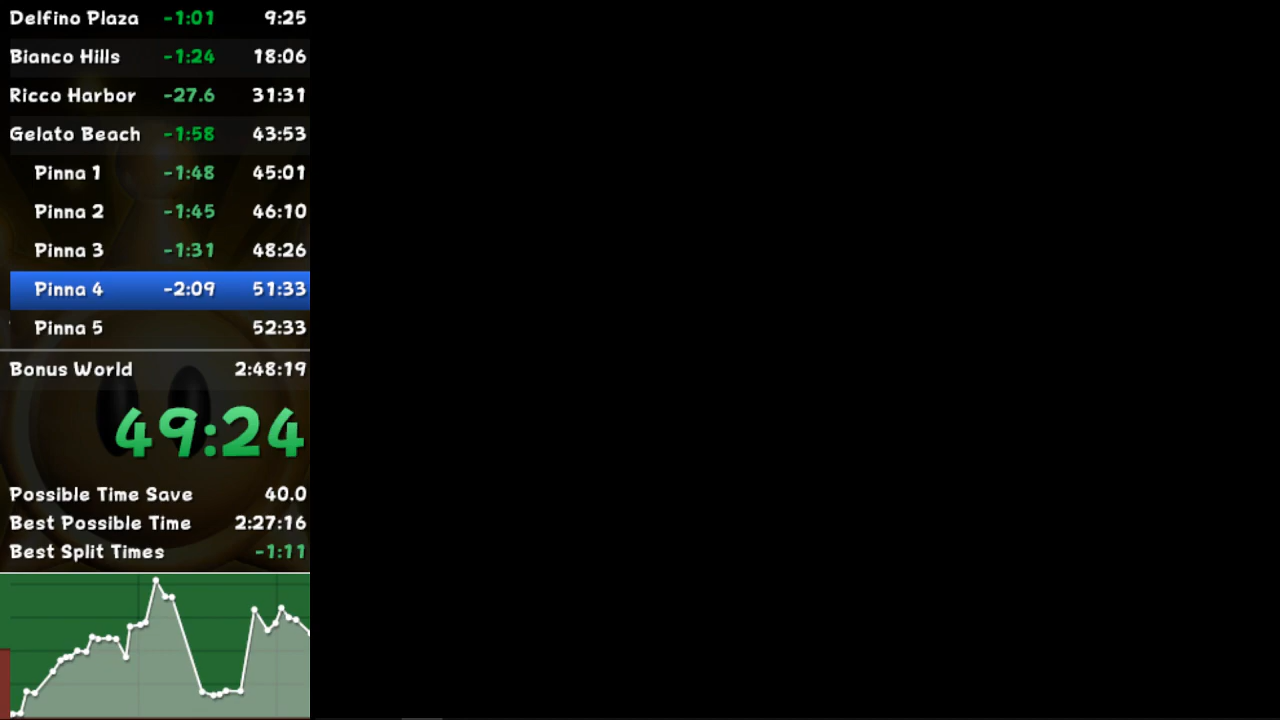 Delfino Plaza -1:01 9:25
Bianco Hills -1:24 18:06
Ricco Harbor -27.6 31:31
Gelato Beach -1:58 43:53
Pinna 1 -1:48 45:01
Pinna 2 -1:45 46:10
Pinna 3 -1:31 48:26
Pinna 4 -2:09 51:33
Pinna 5 52:33
Bonus World 2:48:19
49:24
Possible Time Save 40.0
Best Possible Time 2:27:16
Best Split Times -1:11